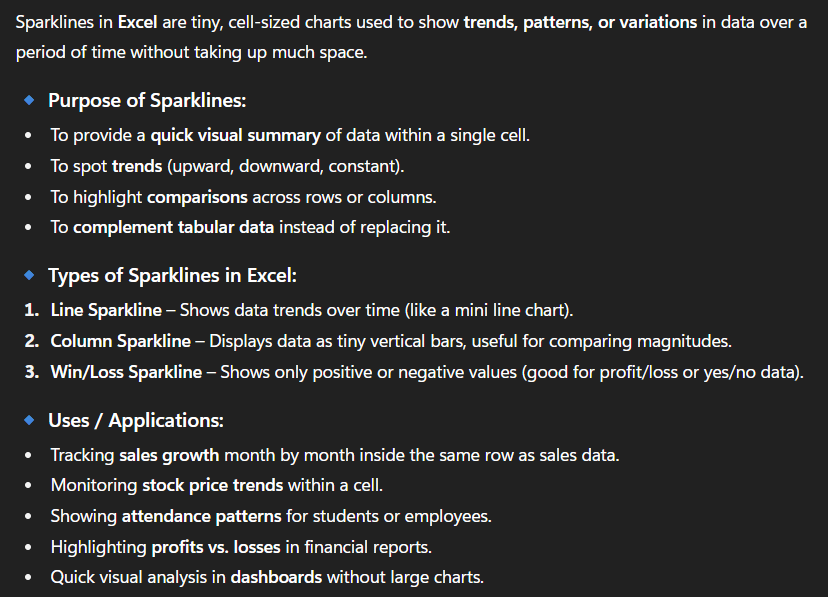 Sparklines in Excel are tiny, cell-sized charts used to show trends, patterns, or variations in data over a
period of time without taking up much space.
Purpose of Sparklines:
• To provide a quick visual summary of data within a single cell.
• To spot trends (upward, downward, constant).
• To highlight comparisons across rows or columns.
• To complement tabular data instead of replacing it.
Types of Sparklines in Excel:
1. Line Sparkline – Shows data trends over time (like a mini line chart).
2. Column Sparkline – Displays data as tiny vertical bars, useful for comparing magnitudes.
3. Win/Loss Sparkline – Shows only positive or negative values (good for profit/loss or yes/no data).
Uses / Applications:
• Tracking sales growth month by month inside the same row as sales data.
• Monitoring stock price trends within a cell.
• Showing attendance patterns for students or employees.
• Highlighting profits vs. losses in financial reports.
• Quick visual analysis in dashboards without large charts.